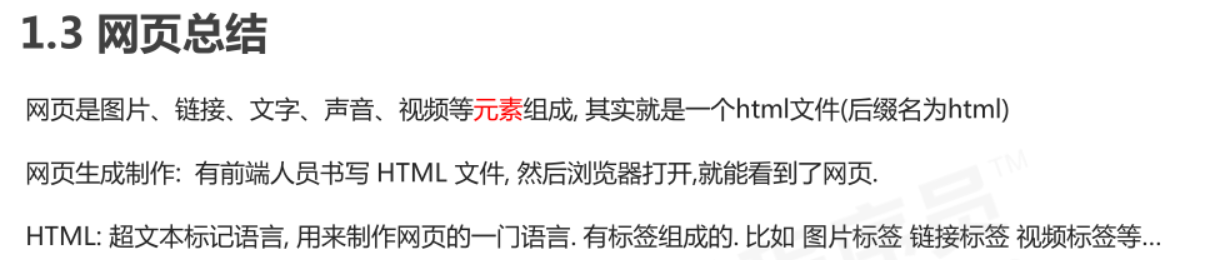 1.3 网页总结
网页是图片、链接、文字、声音、视频等元素组成, 其实就是一个html文件(后缀名为html)
网页生成制作: 有前端人员书写 HTML 文件, 然后浏览器打开,就能看到了网页.
HTML: 超文本标记语言, 用来制作网页的一门语言. 有标签组成的. 比如 图片标签 链接标签 视频标签等...